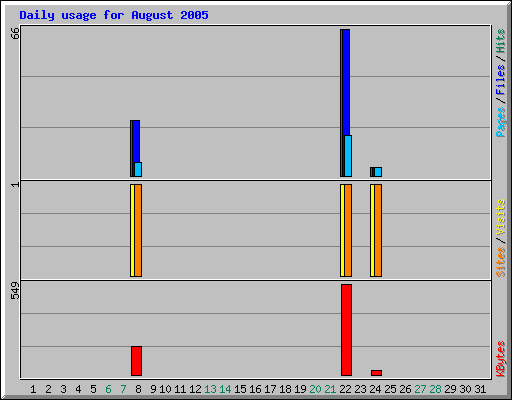 Daily usage for August 2005
66
1
549
Pages / Files / Hits
Sites / Visits
KBytes
1 2 3 4 5 6 7 8 9 10 11 12 13 14 15 16 17 18 19 20 21 22 23 24 25 26 27 28 29 30 31